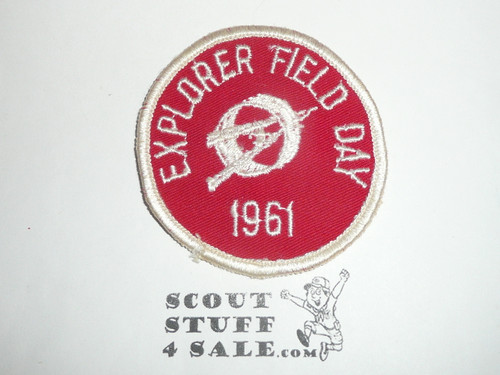 EXPLORER FIELD DAY
1961
SCOUT
STUFF
4 SALE.COM